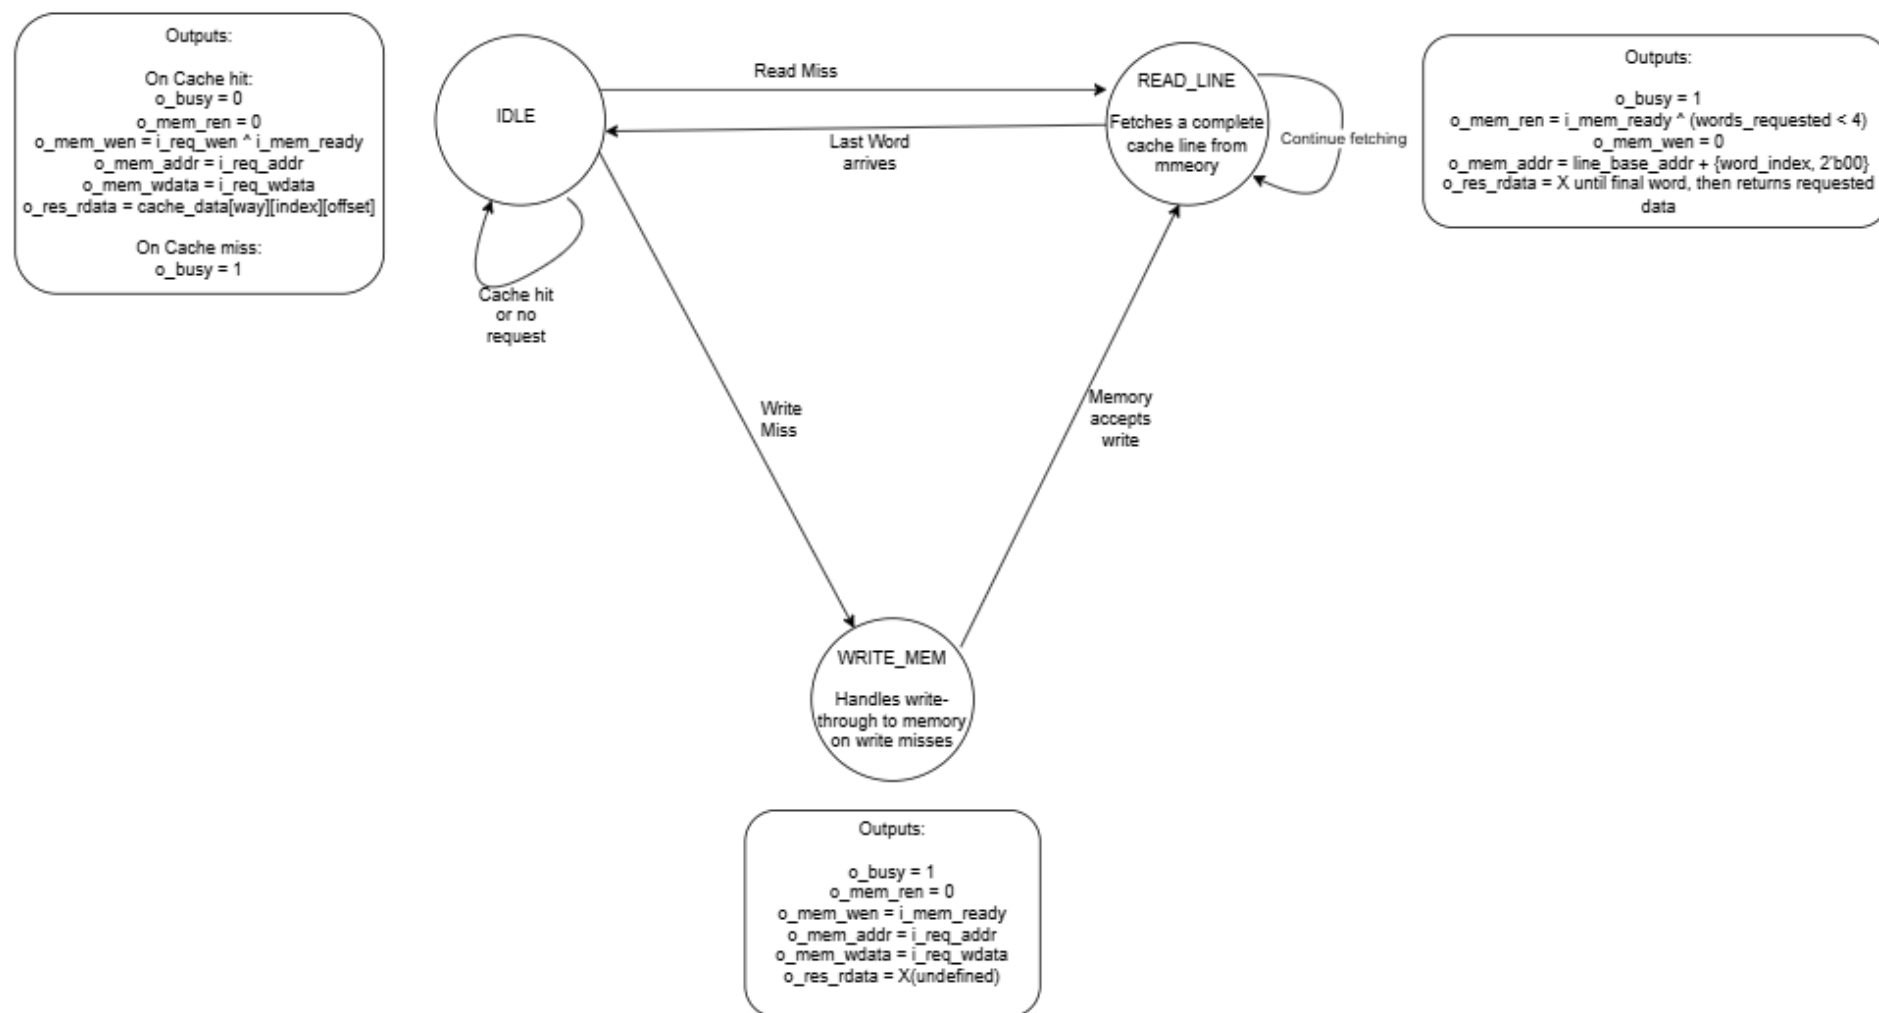 Outputs:
On Cache hit:
o_busy = 0
o_mem_ren = 0
o_mem_wen = i_req_wen ^ i_mem_ready
o_mem_addr = i_req_addr
o_mem_wdata = i_req_wdata
o_res_rdata = cache_data[way][index][offset]
On Cache miss:
o_busy = 1
IDLE
Cache hit
or no
request
Read Miss
Last Word
arrives
READ_LINE
Fetches a complete
cache line from
mmeory
Continue fetching
Outputs:
o_busy = 1
o_mem_ren = i_mem_ready ^ (words_requested < 4)
o_mem_wen = 0
o_mem_addr = line_base_addr + {word_index, 2'b00}
o_res_rdata = X until final word, then returns requested
data
Write
Miss
Memory
accepts
write
WRITE_MEM
Handles write-
through to memory
on write misses
Outputs:
o_busy = 1
o_mem_ren = 0
o_mem_wen = i_mem_ready
o_mem_addr = i_req_addr
o_mem_wdata = i_req_wdata
o_res_rdata = X(undefined)